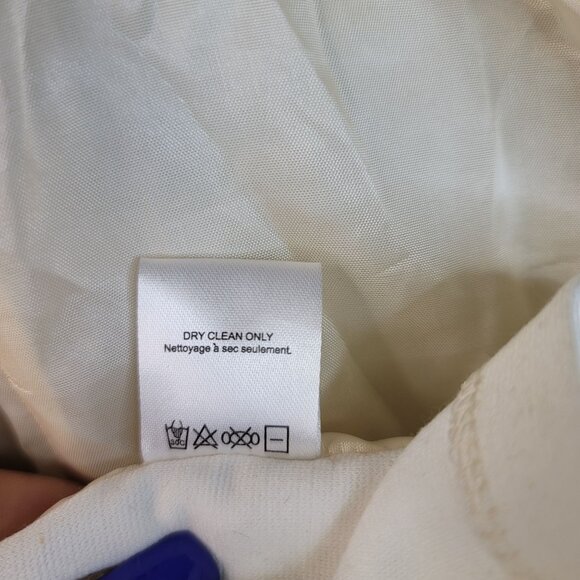 DRY CLEAN ONLY
Nettoyage à sec seulement.